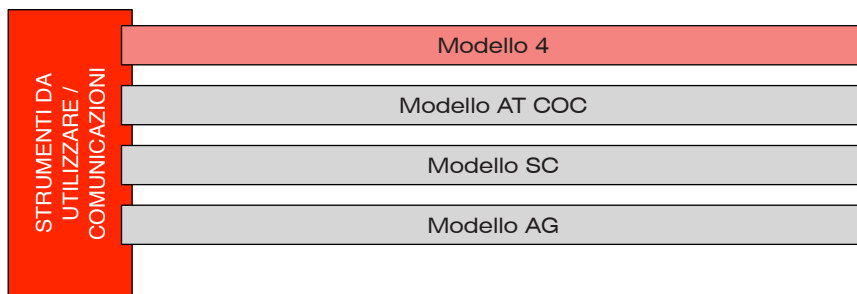 STRUMENTI DA
UTILIZZARE /
COMUNICAZIONI
Modello 4
Modello AT COC
Modello SC
Modello AG